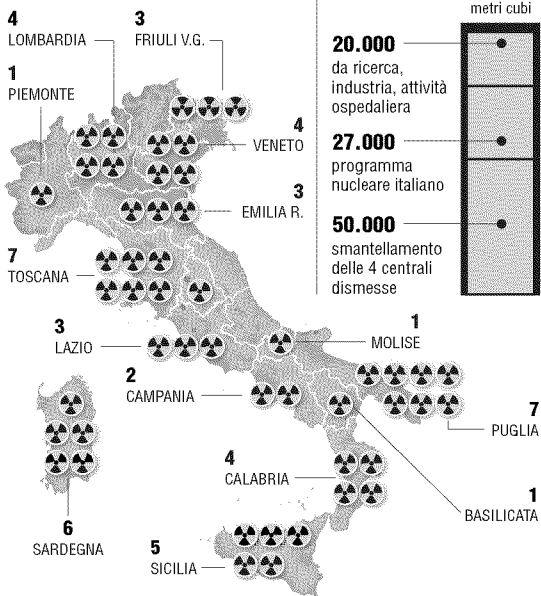 4
LOMBARDIA
3
FRIULI V.G.
1
PIEMONTE
4
VENETO
3
EMILIA R.
7
TOSCANA
3
LAZIO
1
MOLISE
2
CAMPANIA
7
PUGLIA
4
CALABRIA
1
BASILICATA
6
SARDEGNA
5
SICILIA
metri cubi
20.000
da ricerca,
industria, attività
ospedaliera
27.000
programma
nucleare italiano
50.000
smantellamento
delle 4 centrali
dismesse